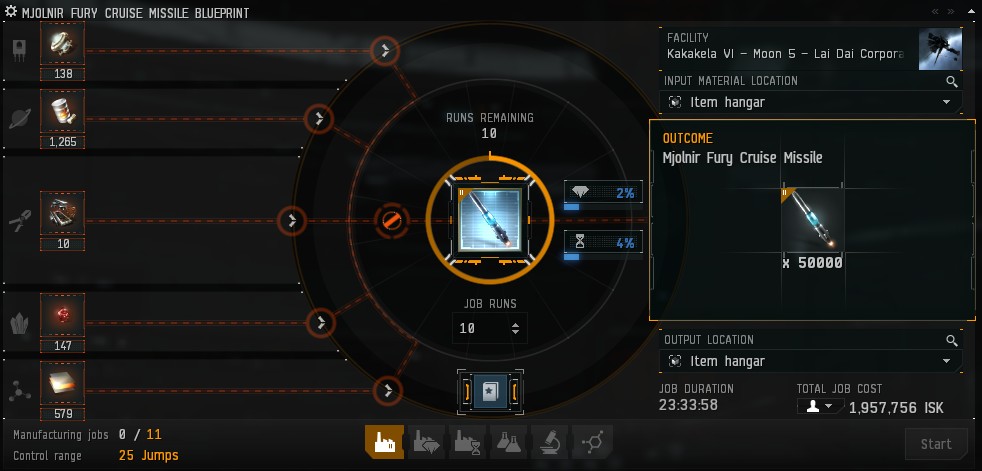 MJOLNIR FURY CRUISE MISSILE BLUEPRINT
138
1,265
10
147
579
RUNS REMAINING
10
2%
4%
JOB RUNS
10
FACILITY
Kakakela VI - Moon 5 - Lai Dai Corpora
INPUT MATERIAL LOCATION
Item hangar
OUTCOME
Mjolnir Fury Cruise Missile
x 50000
OUTPUT LOCATION
Item hangar
JOB DURATION
23:33:58
TOTAL JOB COST
1,957,756 ISK
Manufacturing jobs 0 / 11
Control range 25 Jumps
Start